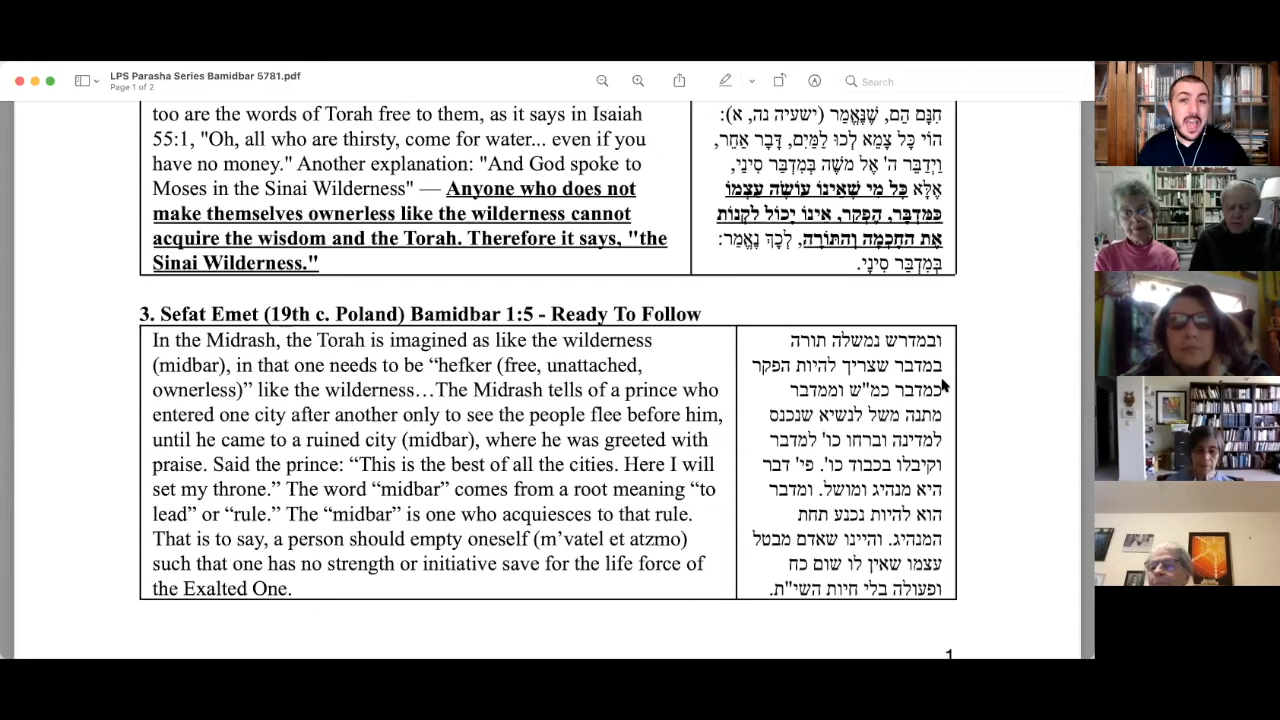 LPS Parasha Series Bamidbar 5781.pdf
Page 1 of 2
Search
too are the words of Torah free to them, as it says in Isaiah
55:1, "Oh, all who are thirsty, come for water... even if you
have no money." Another explanation: "And God spoke to
Moses in the Sinai Wilderness" — Anyone who does not
make themselves ownerless like the wilderness cannot
acquire the wisdom and the Torah. Therefore it says, "the
Sinai Wilderness."
חִנָּם הֵם, שֶׁנֶּאֱמַר (ישעיה נה, א):
הוֹי כָּל צָמֵא לְכוּ לַמַּיִם, דָּבָר אַחֵר,
וַיְדַבֵּר ה' אֶל משֶׁה בְּמִדְבַּר סִינַי,
אֶלָּא כָּל מִי שֶׁאֵינוֹ עוֹשֶׂה עַצְמוֹ
כַּמִּדְבָּר, הֶפְקֵר, אֵינוֹ יָכוֹל לִקְנוֹת
אֶת הַחָכְמָה וְהַתּוֹרָה, לְכָךְ נֶאֱמַר:
בְּמִדְבַּר סִינָי.
3. Sefat Emet (19th c. Poland) Bamidbar 1:5 - Ready To Follow
In the Midrash, the Torah is imagined as like the wilderness
(midbar), in that one needs to be “hefker (free, unattached,
ownerless)” like the wilderness…The Midrash tells of a prince who
entered one city after another only to see the people flee before him,
until he came to a ruined city (midbar), where he was greeted with
praise. Said the prince: “This is the best of all the cities. Here I will
set my throne.” The word “midbar” comes from a root meaning “to
lead” or “rule.” The “midbar” is one who acquiesces to that rule.
That is to say, a person should empty oneself (m’vatel et atzmo)
such that one has no strength or initiative save for the life force of
the Exalted One.
ובמדרש נמשלה תורה
במדבר שצריך להיות הפקר
כמדבר כמ"ש וממדבר
מתנה משל לנשיא שנכנס
למדינה וברחו כו' למדבר
וקיבלו בכבוד כו'. פי' דבר
היא מנהיג ומושל. ומדבר
הוא להיות נכנע תחת
המנהיג. והיינו שאדם מבטל
עצמו שאין לו שום כח
ופעולה בלי חיות השי"ת.
1